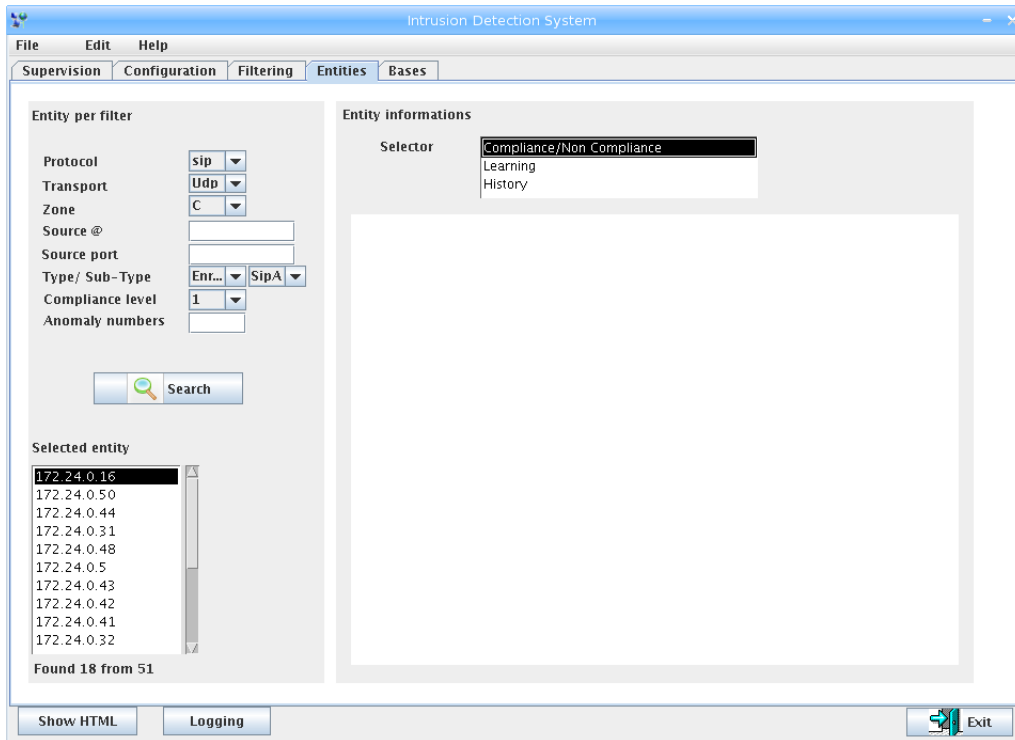 Intrusion Detection System
File Edit Help
Supervision Configuration Filtering Entities Bases
Entity per filter
Protocol sip
Transport Udp
Zone C
Source @
Source port
Type/ Sub-Type Enr... SipA
Compliance level 1
Anomaly numbers
Search
Selected entity
172.24.0.16
172.24.0.50
172.24.0.44
172.24.0.31
172.24.0.48
172.24.0.5
172.24.0.43
172.24.0.42
172.24.0.41
172.24.0.32
Found 18 from 51
Entity informations
Selector
Compliance/Non Compliance
Learning
History
Show HTML Logging Exit